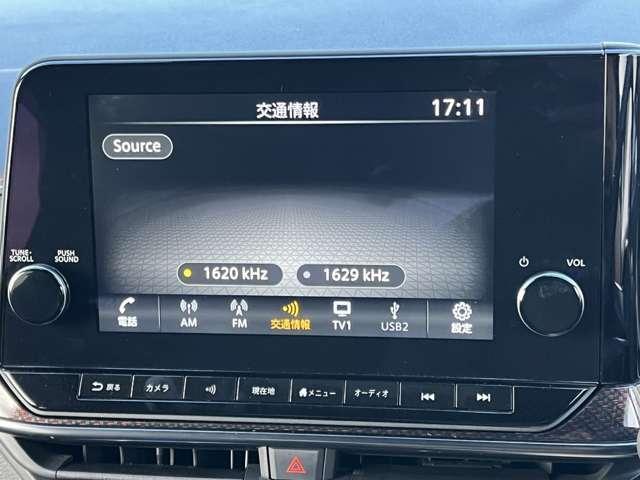 交通情報 17:11
Source
TUNE・ SCROLL PUSH SOUND
VOL
1620 kHz 1629 kHz
電話 AM FM 交通情報 TV1 USB2 設定
戻る カメラ 現在地 メニュー オーディオ